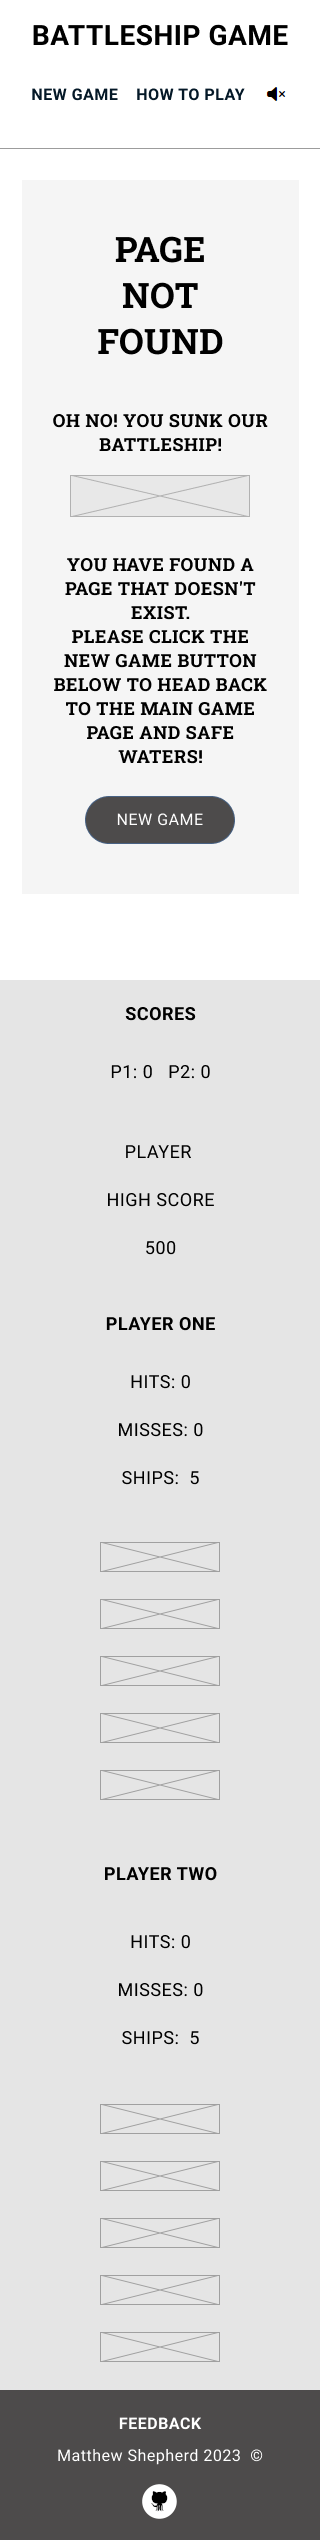 BATTLESHIP GAME
NEW GAME HOW TO PLAY
PAGE
NOT
FOUND
OH NO! YOU SUNK OUR
BATTLESHIP!
YOU HAVE FOUND A
PAGE THAT DOESN'T
EXIST.
PLEASE CLICK THE
NEW GAME BUTTON
BELOW TO HEAD BACK
TO THE MAIN GAME
PAGE AND SAFE
WATERS!
NEW GAME
SCORES
P1: 0 P2: 0
PLAYER
HIGH SCORE
500
PLAYER ONE
HITS: 0
MISSES: 0
SHIPS: 5
PLAYER TWO
HITS: 0
MISSES: 0
SHIPS: 5
FEEDBACK
Matthew Shepherd 2023 ©